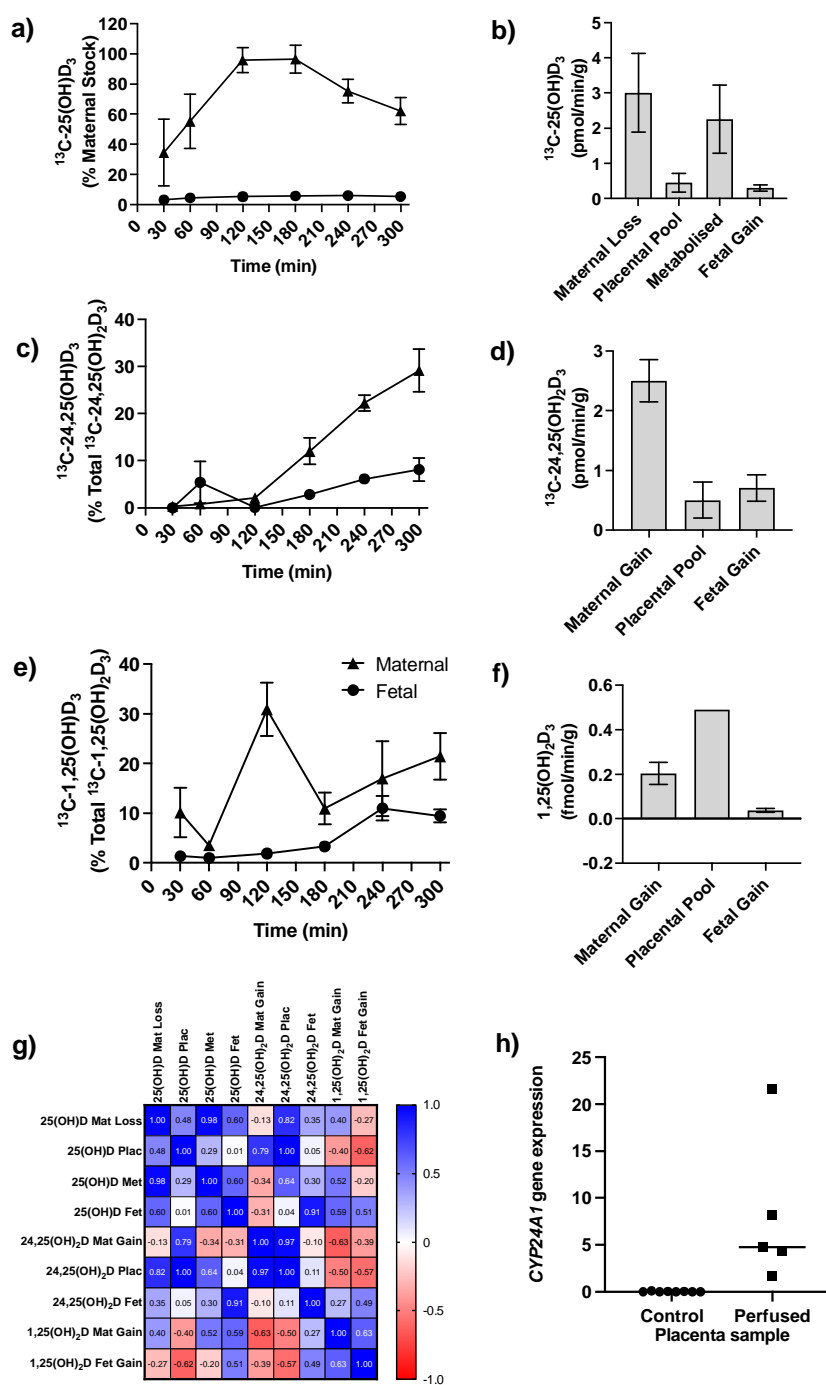 a)
¹³C-25(OH)D₃
(% Maternal Stock)
120
100
80
60
40
20
0
0 30 60 90 120 150 180 210 240 270 300
Time (min)
b)
¹³C-25(OH)D₃
(pmol/min/g)
5
4
3
2
1
0
Maternal Loss
Placental Pool
Metabolised
Fetal Gain
c)
¹³C-24,25(OH)D₃
(% Total ¹³C-24,25(OH)₂D₃)
40
30
20
10
0
0 30 60 90 120 150 180 210 240 270 300
Time (min)
d)
¹³C-24,25(OH)₂D₃
(pmol/min/g)
3
2
1
0
Maternal Gain
Placental Pool
Fetal Gain
e)
¹³C-1,25(OH)D₃
(% Total ¹³C-1,25(OH)₂D₃)
40
30
20
10
0
0 30 60 90 120 150 180 210 240 270 300
Time (min)
Maternal
Fetal
f)
1,25(OH)₂D₃
(fmol/min/g)
0.6
0.4
0.2
0.0
-0.2
Maternal Gain
Placental Pool
Fetal Gain
g)
25(OH)D Mat Loss
25(OH)D Plac
25(OH)D Met
25(OH)D Fet
24,25(OH)₂D Mat Gain
24,25(OH)₂D Plac
24,25(OH)₂D Fet
1,25(OH)₂D Mat Gain
1,25(OH)₂D Fet Gain
25(OH)D Mat Loss 1.00 0.48 0.98 0.60 -0.13 0.82 0.35 0.40 -0.27
25(OH)D Plac 0.48 1.00 0.29 0.01 0.79 1.00 0.05 -0.40 -0.62
25(OH)D Met 0.98 0.29 1.00 0.60 -0.34 0.64 0.30 0.52 -0.20
25(OH)D Fet 0.60 0.01 0.60 1.00 -0.31 0.04 0.91 0.59 0.51
24,25(OH)₂D Mat Gain -0.13 0.79 -0.34 -0.31 1.00 0.97 -0.10 -0.63 -0.39
24,25(OH)₂D Plac 0.82 1.00 0.64 0.04 0.97 1.00 0.11 -0.50 -0.57
24,25(OH)₂D Fet 0.35 0.05 0.30 0.91 -0.10 0.11 1.00 0.27 0.49
1,25(OH)₂D Mat Gain 0.40 -0.40 0.52 0.59 -0.63 -0.50 0.27 1.00 0.63
1,25(OH)₂D Fet Gain -0.27 -0.62 -0.20 0.51 -0.39 -0.57 0.49 0.63 1.00
1.0
0.5
0
-0.5
-1.0
h)
CYP24A1 gene expression
25
20
15
10
5
0
Control Perfused
Placenta sample